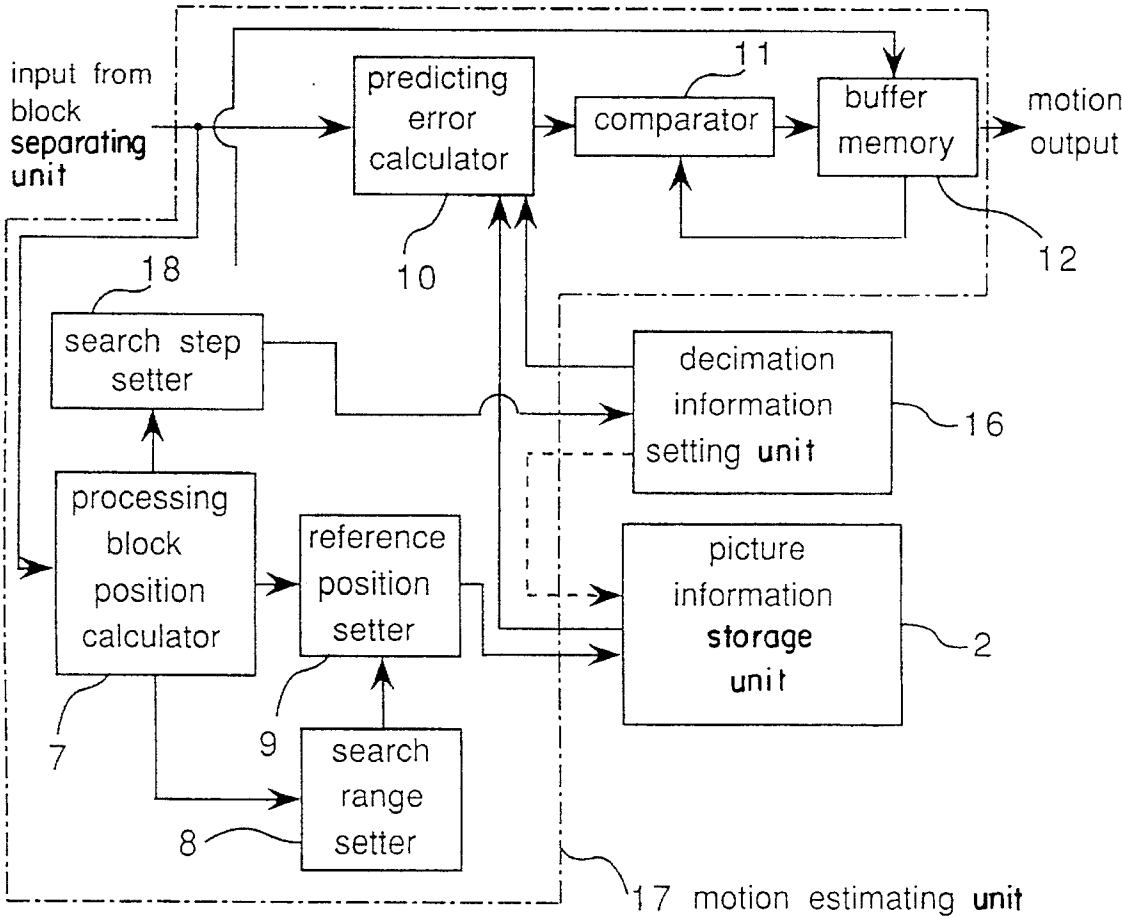 input from
block
separating
unit
predicting
error
calculator
10
11
comparator
buffer
memory
12
motion
output
18
search step
setter
decimation
information
setting unit
16
processing
block
position
calculator
7
reference
position
setter
9
picture
information
storage
unit
2
search
range
setter
8
17 motion estimating unit